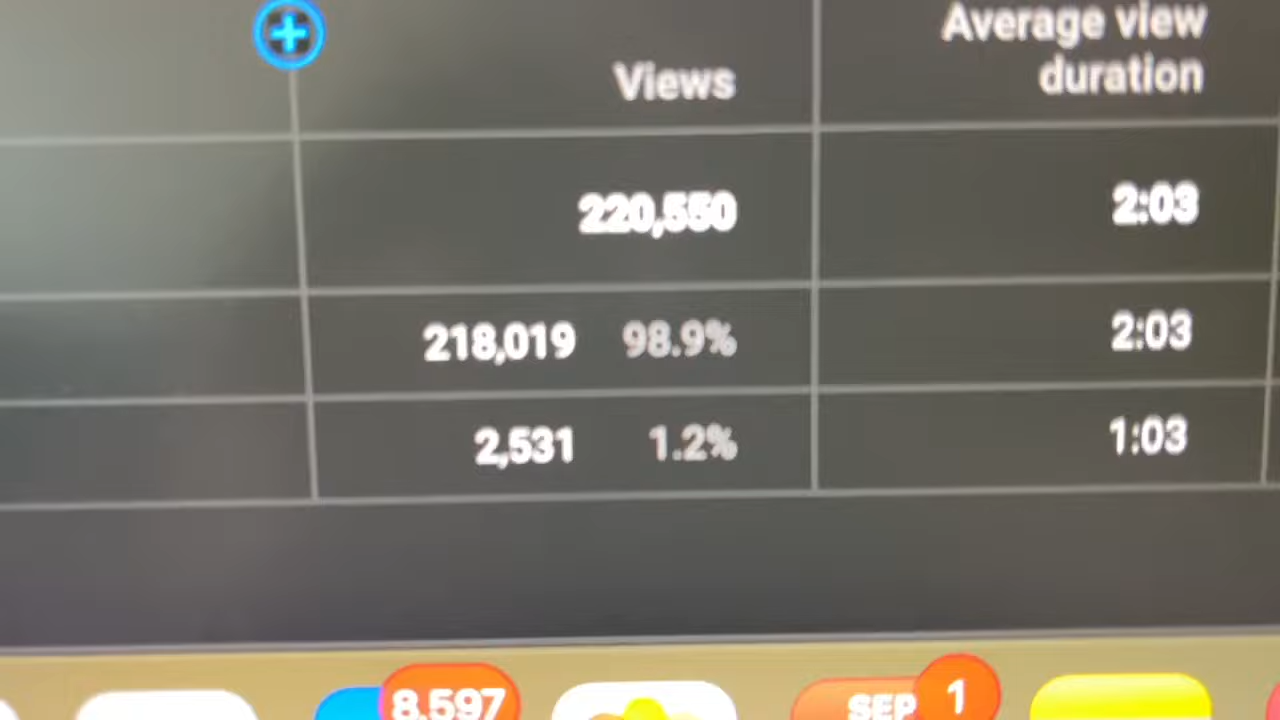 Views
Average view
duration
220,550
2:03
218,019 98.9%
2:03
2,531 1.2%
1:03
8,597
SEP
1